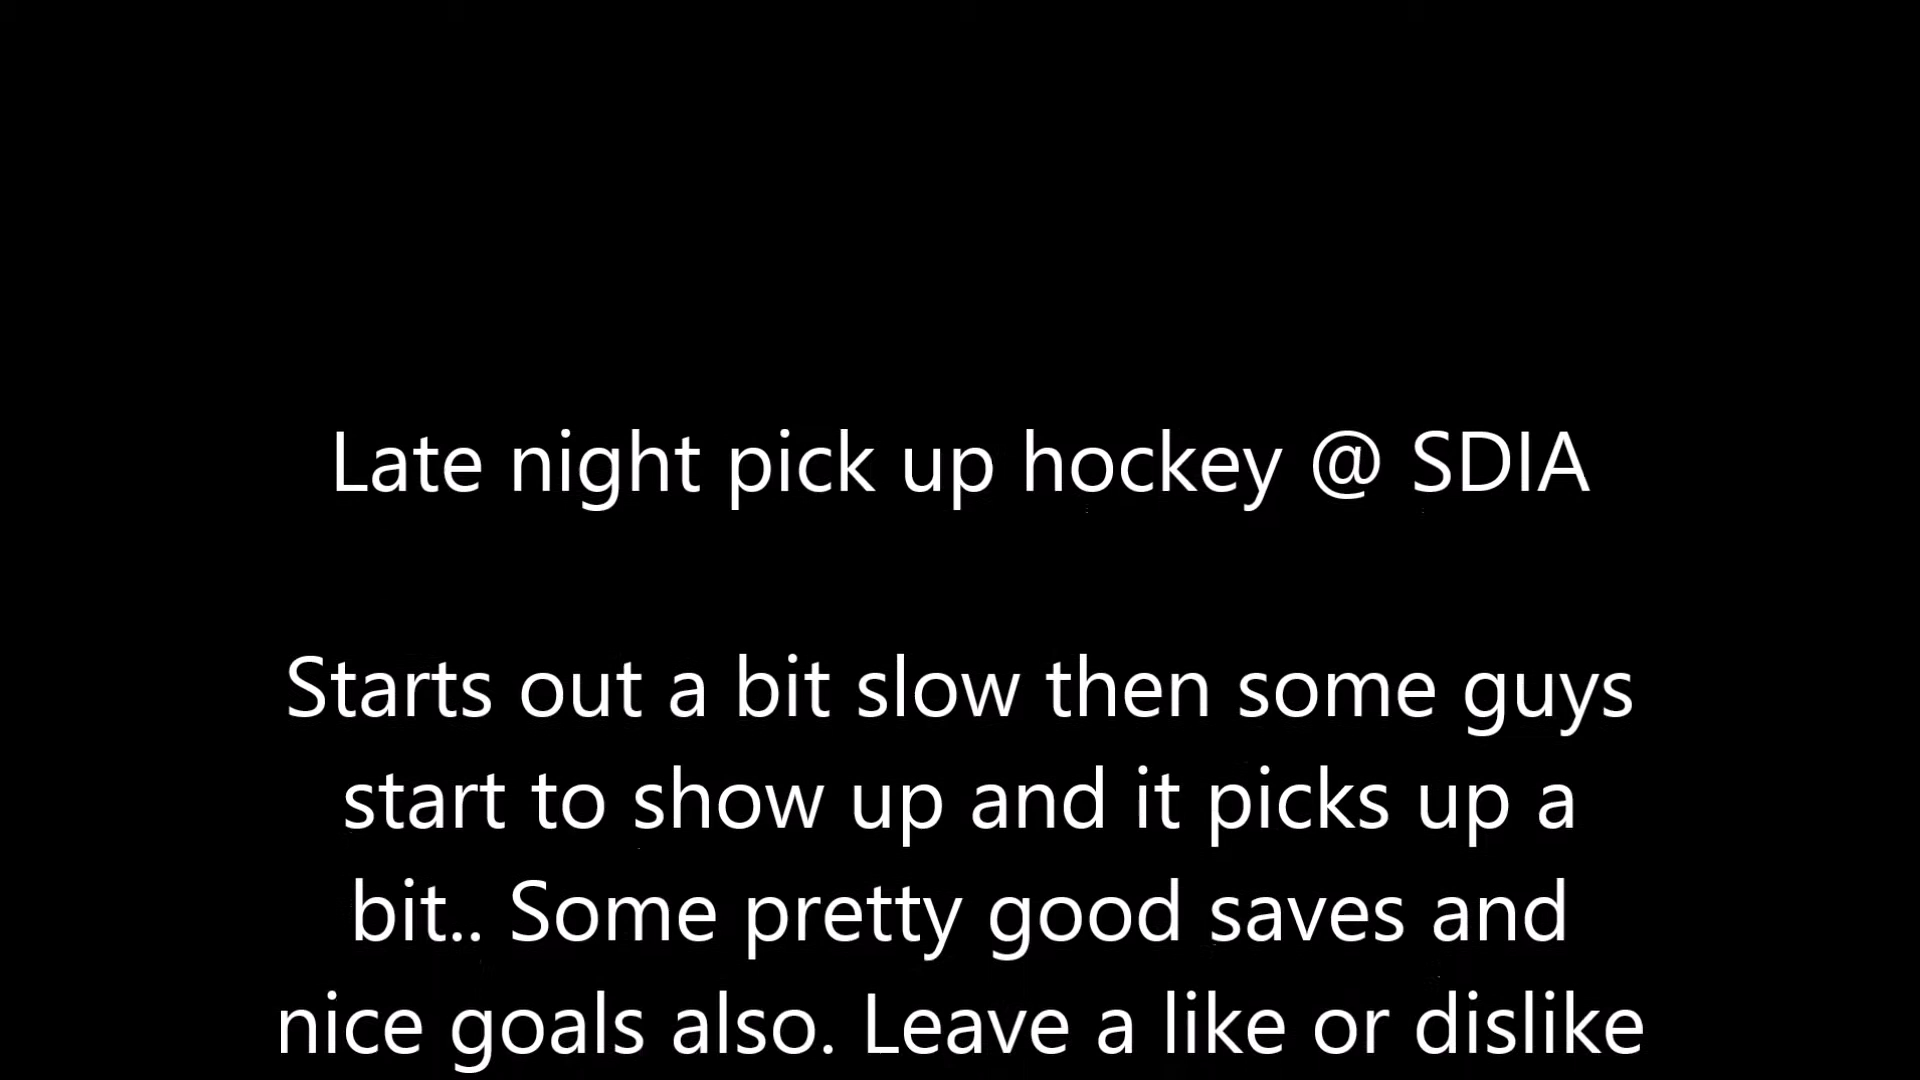 Late night pick up hockey @ SDIA
Starts out a bit slow then some guys
start to show up and it picks up a
bit.. Some pretty good saves and
nice goals also. Leave a like or dislike